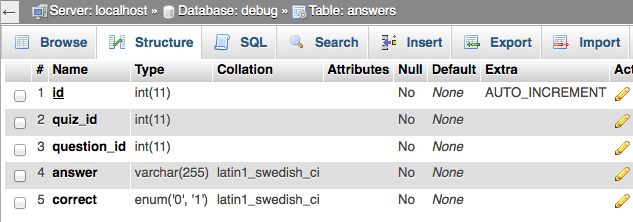 ← Server: localhost » Database: debug » Table: answers
Browse Structure SQL Search Insert Export Import
# Name Type Collation Attributes Null Default Extra
1 id int(11) No None AUTO_INCREMENT
2 quiz_id int(11) No None
3 question_id int(11) No None
4 answer varchar(255) latin1_swedish_ci No None
5 correct enum('0', '1') latin1_swedish_ci No None